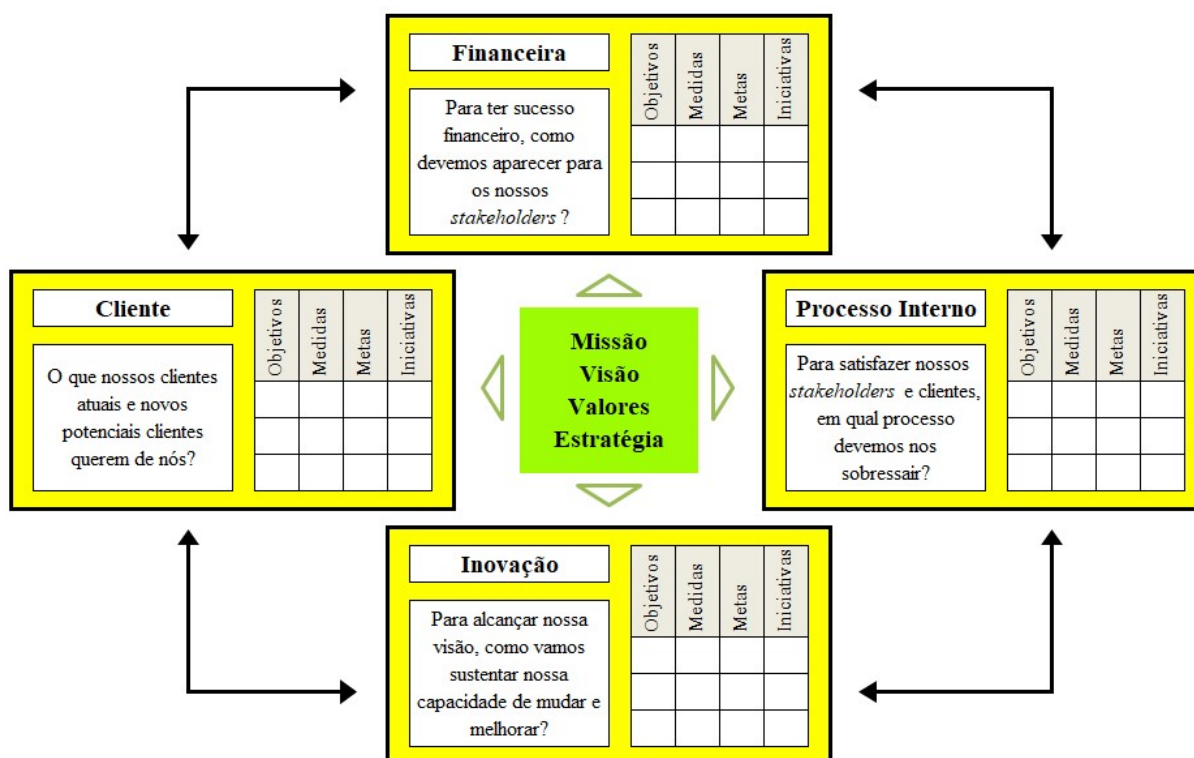 Financeira
Objetivos
Medidas
Metas
Iniciativas
Para ter sucesso
financeiro, como
devemos aparecer para
os nossos
stakeholders ?
Cliente
Objetivos
Medidas
Metas
Iniciativas
O que nossos clientes
atuais e novos
potenciais clientes
querem de nós?
Missão
Visão
Valores
Estratégia
Processo Interno
Objetivos
Medidas
Metas
Iniciativas
Para satisfazer nossos
stakeholders e clientes,
em qual processo
devemos nos
sobressair?
Inovação
Objetivos
Medidas
Metas
Iniciativas
Para alcançar nossa
visão, como vamos
sustentar nossa
capacidade de mudar e
melhorar?